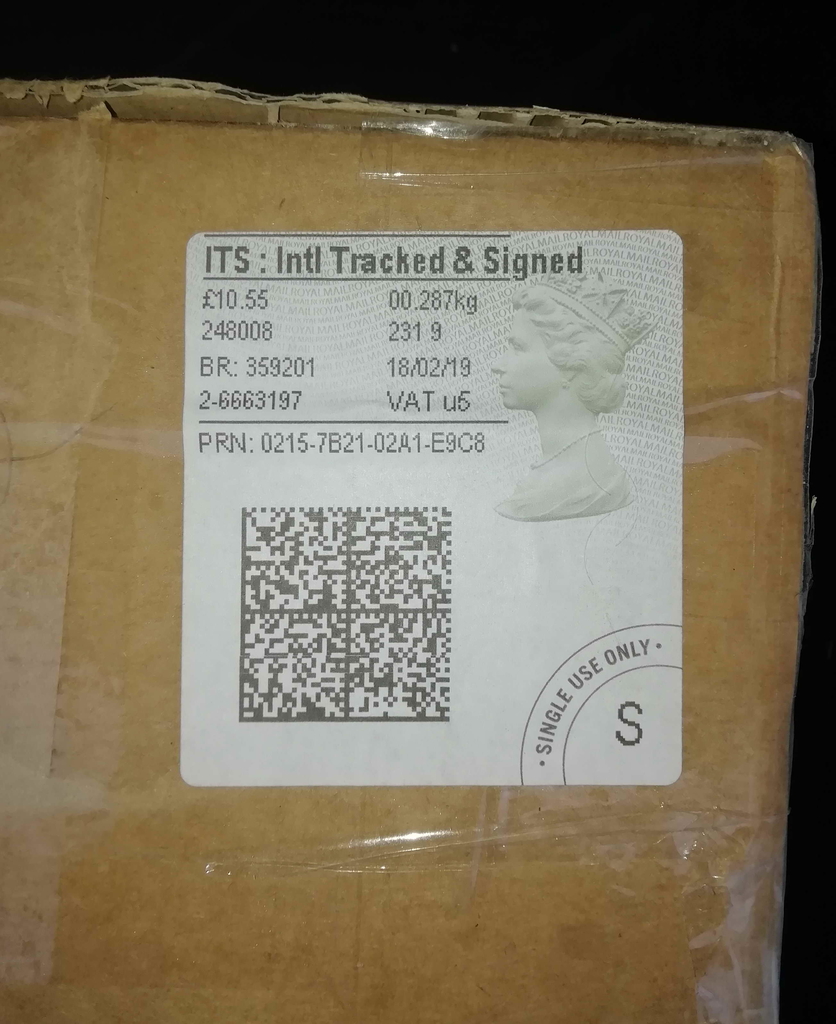 ITS : Intl Tracked & Signed
£10.55 00.287kg
248008 231 9
BR: 359201 18/02/19
2-6663197 VAT u5
PRN: 0215-7B21-02A1-E9C8
• SINGLE USE ONLY •
S